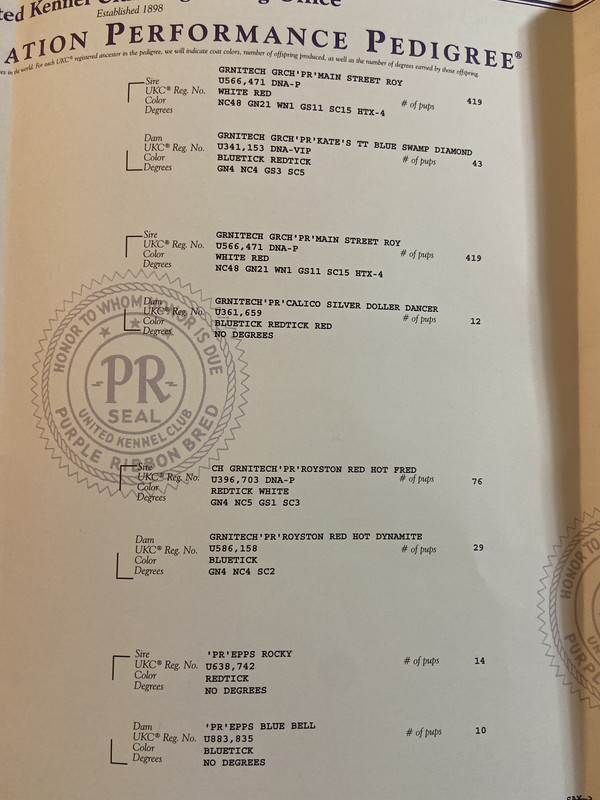 ted Kennel
Established 1898
ATION PERFORMANCE PEDIGREE®
in the world. For each UKC® registered ancestor in the pedigree, we will indicate coat colors, number of offspring produced, as well as the number of degrees earned by those offspring.
Sire GRNITECH GRCH'PR'MAIN STREET ROY
UKC® Reg. No. U566,471 DNA-P # of pups 419
Color WHITE RED
Degrees NC48 GN21 WN1 GS11 SC15 HTX-4
Dam GRNITECH GRCH'PR'KATE'S TT BLUE SWAMP DIAMOND
UKC® Reg. No. U341,153 DNA-VIP # of pups 43
Color BLUETICK REDTICK
Degrees GN4 NC4 GS3 SC5
Sire GRNITECH GRCH'PR'MAIN STREET ROY
UKC® Reg. No. U566,471 DNA-P # of pups 419
Color WHITE RED
Degrees NC48 GN21 WN1 GS11 SC15 HTX-4
Dam GRNITECH'PR'CALICO SILVER DOLLER DANCER
UKC® Reg. No. U361,659 # of pups 12
Color BLUETICK REDTICK RED
Degrees NO DEGREES
HONOR TO WHOM HONOR IS DUE
-PR-
SEAL
UNITED KENNEL CLUB
PURPLE RIBBON BRED
Sire CH GRNITECH'PR'ROYSTON RED HOT FRED
UKC® Reg. No. U396,703 DNA-P # of pups 76
Color REDTICK WHITE
Degrees GN4 NC5 GS1 SC3
Dam GRNITECH'PR'ROYSTON RED HOT DYNAMITE
UKC® Reg. No. U586,158 # of pups 29
Color BLUETICK
Degrees GN4 NC4 SC2
HONOR TO
PURPLE
Sire 'PR'EPPS ROCKY
UKC® Reg. No. U638,742 # of pups 14
Color REDTICK
Degrees NO DEGREES
Dam 'PR'EPPS BLUE BELL
UKC® Reg. No. U883,835 # of pups 10
Color BLUETICK
Degrees NO DEGREES